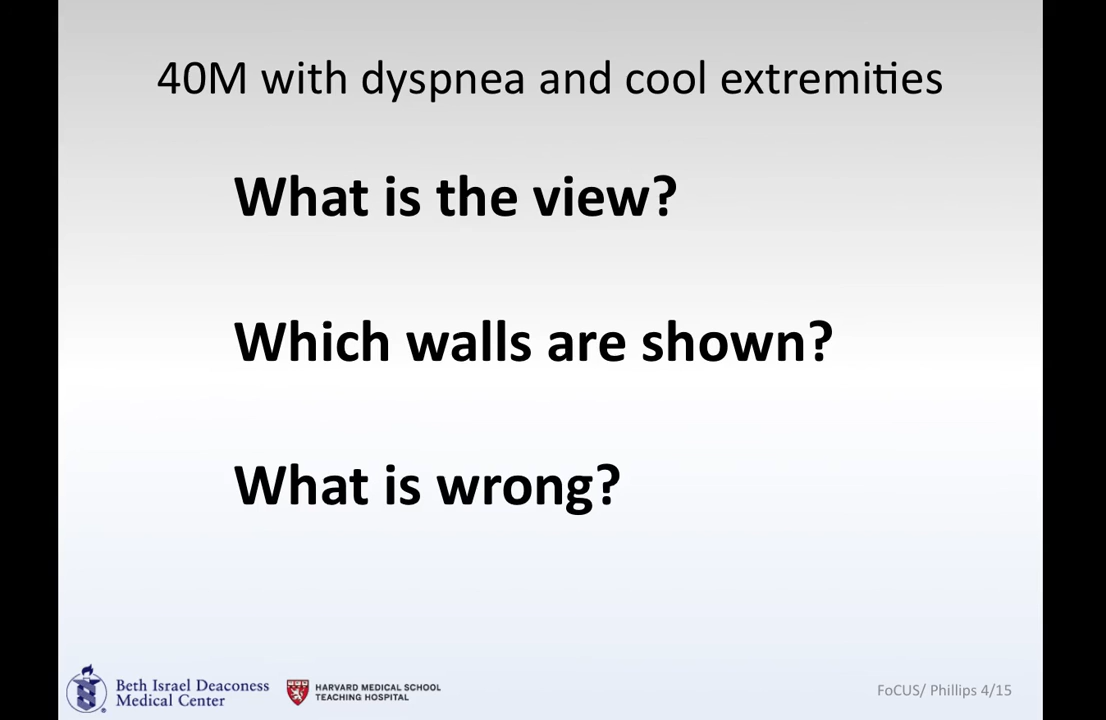 40M with dyspnea and cool extremities
What is the view?
Which walls are shown?
What is wrong?
Beth Israel Deaconess
Medical Center
HARVARD MEDICAL SCHOOL
TEACHING HOSPITAL
FoCUS/ Phillips 4/15